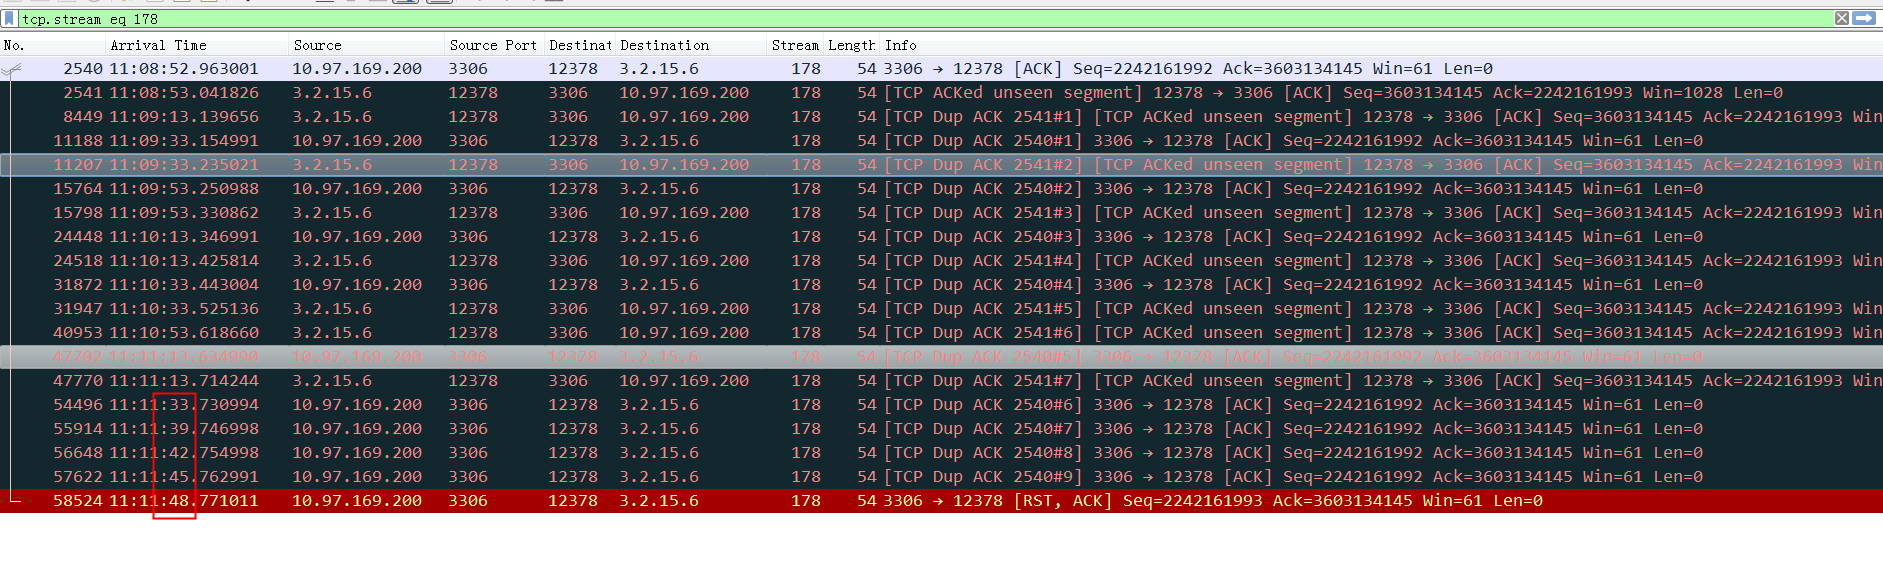 tcp.stream eq 178
No. Arrival Time Source Source Port Destinat Destination Stream Length Info
2540 11:08:52.963001 10.97.169.200 3306 12378 3.2.15.6 178 54 3306 → 12378 [ACK] Seq=2242161992 Ack=3603134145 Win=61 Len=0
2541 11:08:53.041826 3.2.15.6 12378 3306 10.97.169.200 178 54 [TCP ACKed unseen segment] 12378 → 3306 [ACK] Seq=3603134145 Ack=2242161993 Win=1028 Len=0
8449 11:09:13.139656 3.2.15.6 12378 3306 10.97.169.200 178 54 [TCP Dup ACK 2541#1] [TCP ACKed unseen segment] 12378 → 3306 [ACK] Seq=3603134145 Ack=2242161993 Win
11188 11:09:33.154991 10.97.169.200 3306 12378 3.2.15.6 178 54 [TCP Dup ACK 2540#1] 3306 → 12378 [ACK] Seq=2242161992 Ack=3603134145 Win=61 Len=0
11207 11:09:33.235021 3.2.15.6 12378 3306 10.97.169.200 178 54 [TCP Dup ACK 2541#2] [TCP ACKed unseen segment] 12378 → 3306 [ACK] Seq=3603134145 Ack=2242161993 Win
15764 11:09:53.250988 10.97.169.200 3306 12378 3.2.15.6 178 54 [TCP Dup ACK 2540#2] 3306 → 12378 [ACK] Seq=2242161992 Ack=3603134145 Win=61 Len=0
15798 11:09:53.330862 3.2.15.6 12378 3306 10.97.169.200 178 54 [TCP Dup ACK 2541#3] [TCP ACKed unseen segment] 12378 → 3306 [ACK] Seq=3603134145 Ack=2242161993 Win
24448 11:10:13.346991 10.97.169.200 3306 12378 3.2.15.6 178 54 [TCP Dup ACK 2540#3] 3306 → 12378 [ACK] Seq=2242161992 Ack=3603134145 Win=61 Len=0
24518 11:10:13.425814 3.2.15.6 12378 3306 10.97.169.200 178 54 [TCP Dup ACK 2541#4] [TCP ACKed unseen segment] 12378 → 3306 [ACK] Seq=3603134145 Ack=2242161993 Win
31872 11:10:33.443004 10.97.169.200 3306 12378 3.2.15.6 178 54 [TCP Dup ACK 2540#4] 3306 → 12378 [ACK] Seq=2242161992 Ack=3603134145 Win=61 Len=0
31947 11:10:33.525136 3.2.15.6 12378 3306 10.97.169.200 178 54 [TCP Dup ACK 2541#5] [TCP ACKed unseen segment] 12378 → 3306 [ACK] Seq=3603134145 Ack=2242161993 Win
40953 11:10:53.618660 3.2.15.6 12378 3306 10.97.169.200 178 54 [TCP Dup ACK 2541#6] [TCP ACKed unseen segment] 12378 → 3306 [ACK] Seq=3603134145 Ack=2242161993 Win
47702 11:11:13.634990 10.97.169.200 3306 12378 3.2.15.6 178 54 [TCP Dup ACK 2540#5] 3306 → 12378 [ACK] Seq=2242161992 Ack=3603134145 Win=61 Len=0
47770 11:11:13.714244 3.2.15.6 12378 3306 10.97.169.200 178 54 [TCP Dup ACK 2541#7] [TCP ACKed unseen segment] 12378 → 3306 [ACK] Seq=3603134145 Ack=2242161993 Win
54496 11:11:33.730994 10.97.169.200 3306 12378 3.2.15.6 178 54 [TCP Dup ACK 2540#6] 3306 → 12378 [ACK] Seq=2242161992 Ack=3603134145 Win=61 Len=0
55914 11:11:39.746998 10.97.169.200 3306 12378 3.2.15.6 178 54 [TCP Dup ACK 2540#7] 3306 → 12378 [ACK] Seq=2242161992 Ack=3603134145 Win=61 Len=0
56648 11:11:42.754998 10.97.169.200 3306 12378 3.2.15.6 178 54 [TCP Dup ACK 2540#8] 3306 → 12378 [ACK] Seq=2242161992 Ack=3603134145 Win=61 Len=0
57622 11:11:45.762991 10.97.169.200 3306 12378 3.2.15.6 178 54 [TCP Dup ACK 2540#9] 3306 → 12378 [ACK] Seq=2242161992 Ack=3603134145 Win=61 Len=0
58524 11:11:48.771011 10.97.169.200 3306 12378 3.2.15.6 178 54 3306 → 12378 [RST, ACK] Seq=2242161993 Ack=3603134145 Win=61 Len=0